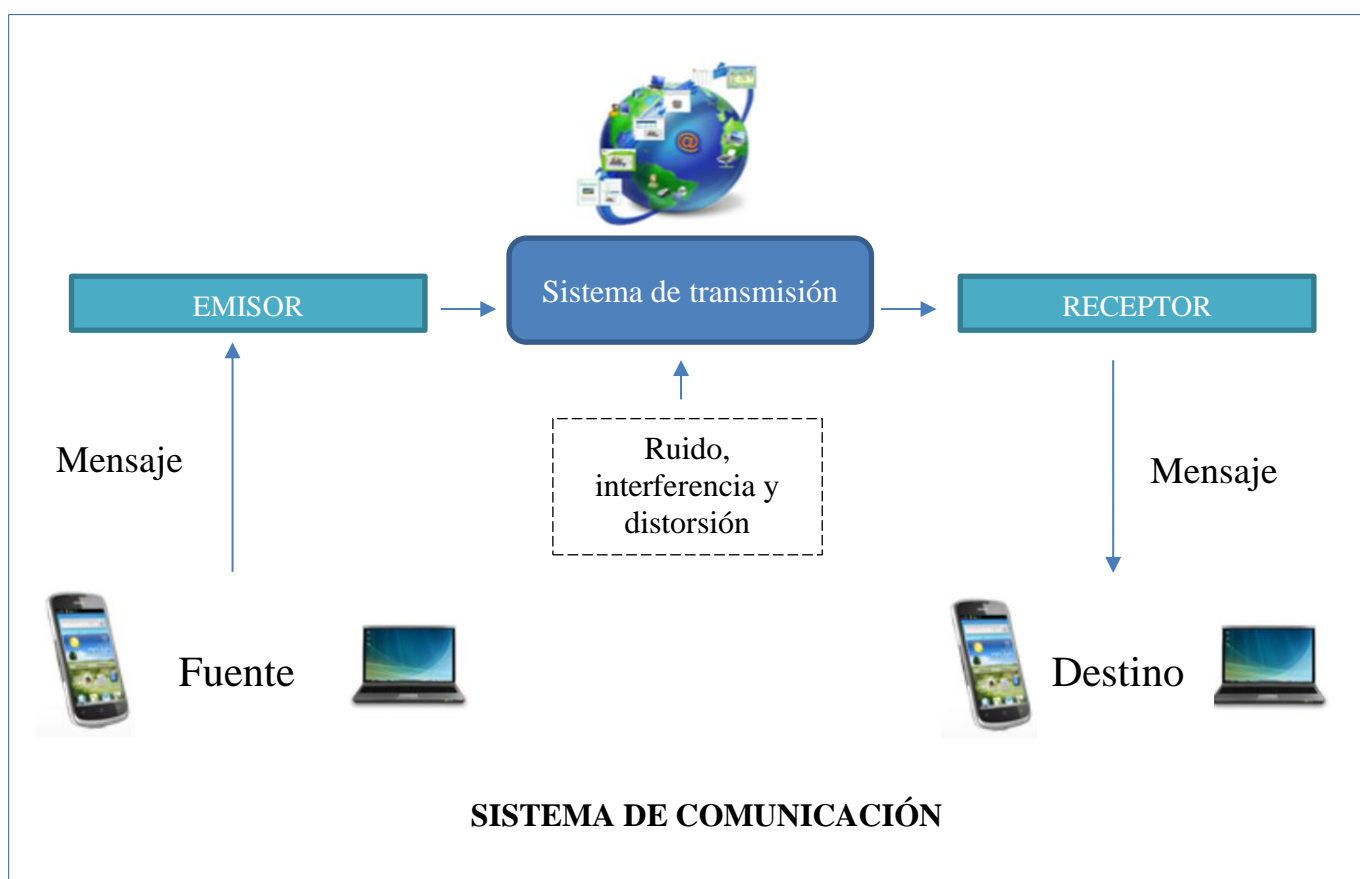 @
EMISOR
Sistema de transmisión
RECEPTOR
Mensaje
Ruido,
interferencia y
distorsión
Mensaje
Fuente
Destino
SISTEMA DE COMUNICACIÓN